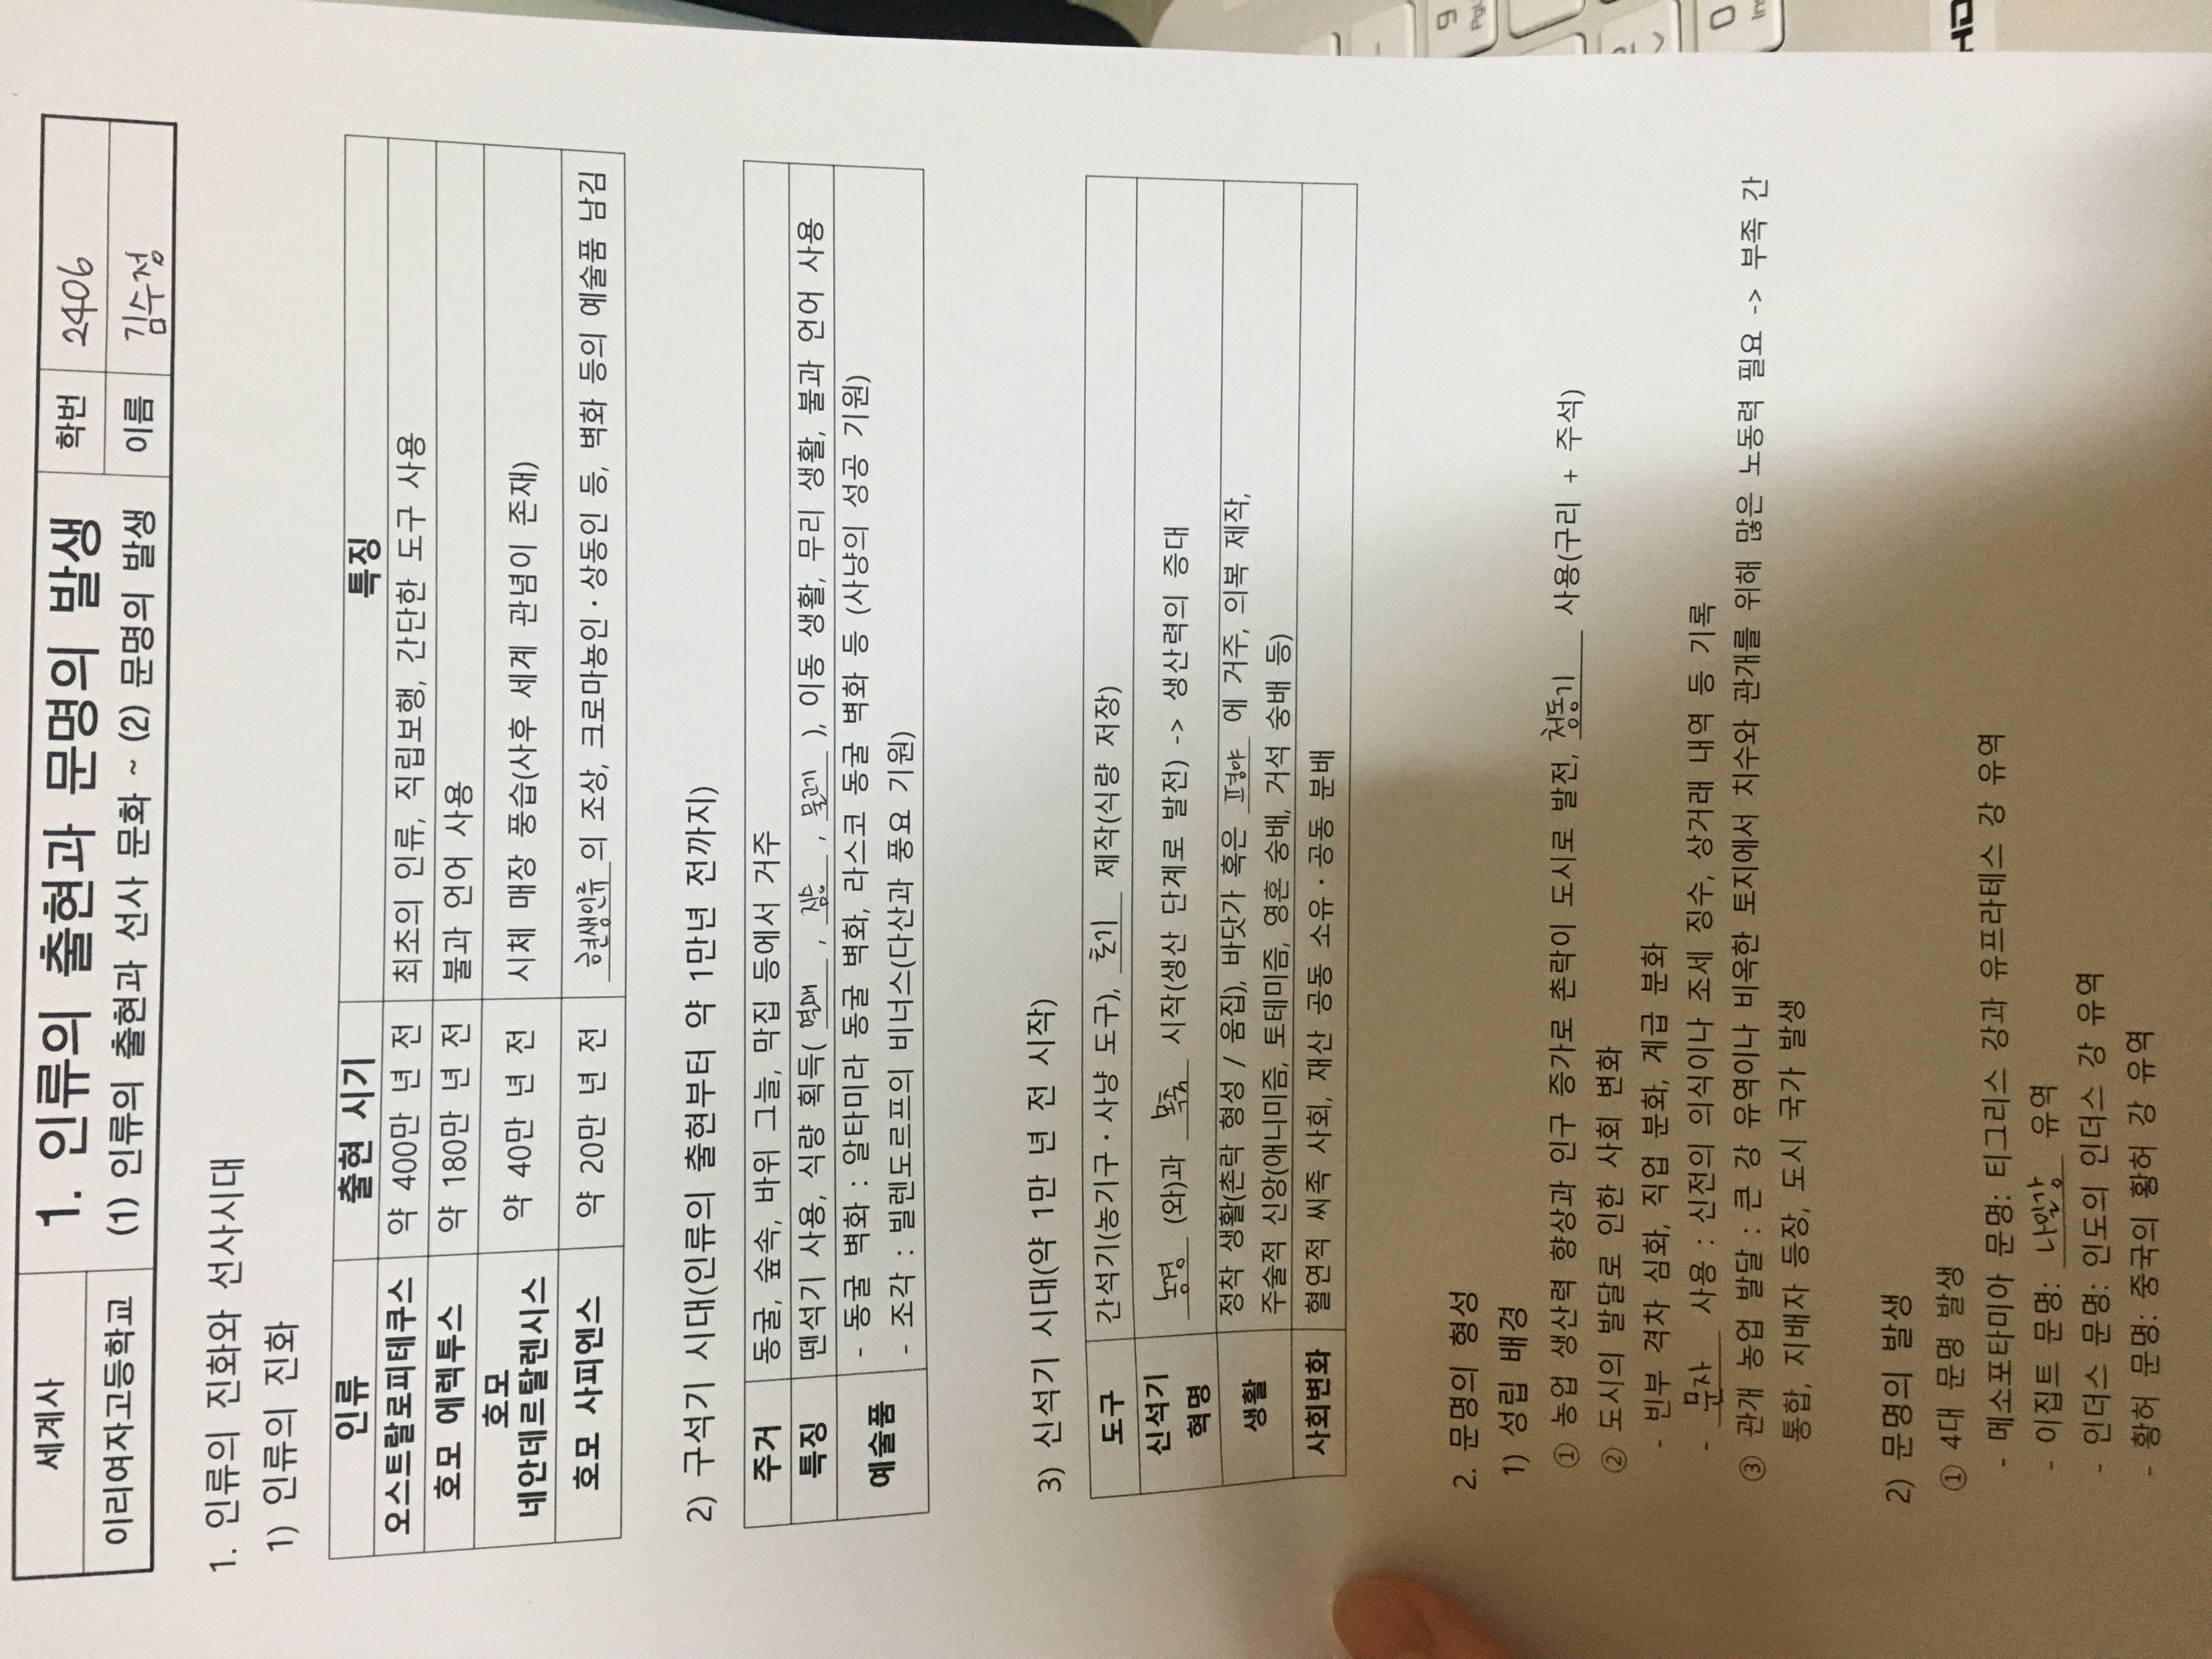 세계사
이리여자고등학교
1. 인류의 출현과 문명의 발생
(1) 인류의 출현과 선사 문화 ~ (2) 문명의 발생
학번 2406
이름 김수정
1. 인류의 진화와 선사시대
1) 인류의 진화
인류 출현 시기 특징
오스트랄로피테쿠스 약 400만 년 전 최초의 인류, 직립보행, 간단한 도구 사용
호모 에렉투스 약 180만 년 전 불과 언어 사용
호모
네안데르탈렌시스 약 40만 년 전 시체 매장 풍습(사후 세계 관념이 존재)
호모 사피엔스 약 20만 년 전 현생인류의 조상, 크로마뇽인·상동인 등, 벽화 등의 예술품 남김
2) 구석기 시대(인류의 출현부터 약 1만년 전까지)
주거 동굴, 숲속, 바위 그늘, 막집 등에서 거주
특징 뗀석기 사용, 식량 획득( 열매 , 짐승 , 물고기 ), 이동 생활, 무리 생활, 불과 언어 사용
예술품 - 동굴 벽화 : 알타미라 동굴 벽화, 라스코 동굴 벽화 등 (사냥의 성공 기원)
- 조각 : 빌렌도르프의 비너스(다산과 풍요 기원)
3) 신석기 시대(약 1만 년 전 시작)
도구 간석기(농기구·사냥 도구), 토기 제작(식량 저장)
신석기
혁명 농경 (와)과 목축 시작(생산 단계로 발전) -> 생산력의 증대
생활 정착 생활(촌락 형성 / 움집), 바닷가 혹은 평야 에 거주, 의복 제작,
주술적 신앙(애니미즘, 토테미즘, 영혼 숭배, 거석 숭배 등)
사회변화 혈연적 씨족 사회, 재산 공동 소유·공동 분배
2. 문명의 형성
1) 성립 배경
① 농업 생산력 향상과 인구 증가로 촌락이 도시로 발전, 청동기 사용(구리 + 주석)
② 도시의 발달로 인한 사회 변화
- 빈부 격차 심화, 직업 분화, 계급 분화
- 문자 사용 : 신전의 의식이나 조세 징수, 상거래 내역 등 기록
③ 관개 농업 발달 : 큰 강 유역이나 비옥한 토지에서 치수와 관개를 위해 많은 노동력 필요 -> 부족 간
통합, 지배자 등장, 도시 국가 발생
2) 문명의 발생
① 4대 문명 발생
- 메소포타미아 문명: 티그리스 강과 유프라테스 강 유역
- 이집트 문명: 나일강 유역
- 인더스 문명: 인도의 인더스 강 유역
- 황허 문명: 중국의 황허 강 유역
9
0